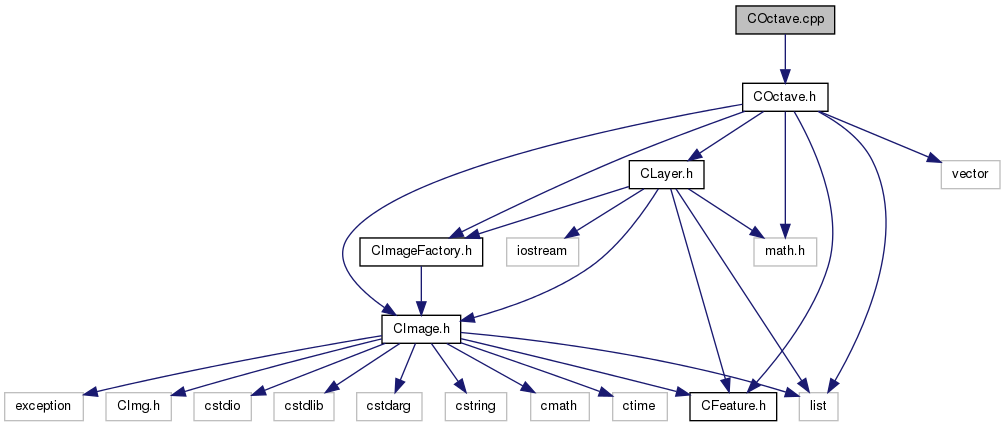 COctave.cpp
COctave.h
CLayer.h
vector
CImageFactory.h
iostream
math.h
CImage.h
exception
CImg.h
cstdio
cstdlib
cstdarg
cstring
cmath
ctime
CFeature.h
list